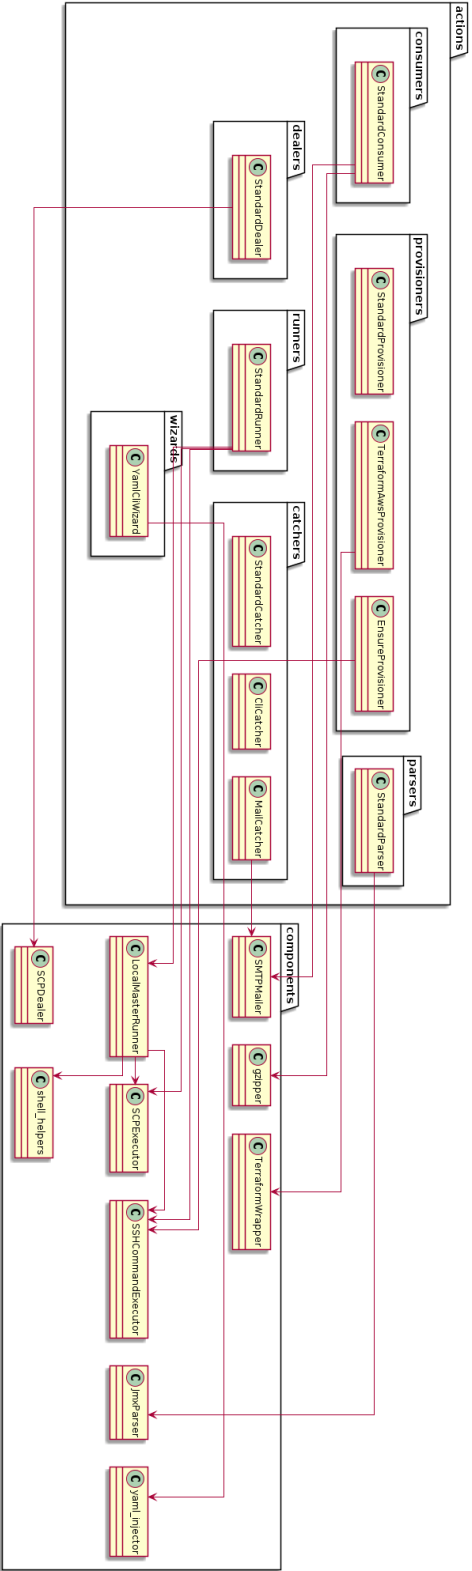 actions
consumers
C StandardConsumer
provisioners
C StandardProvisioner
C TerraformAwsProvisioner
C EnsureProvisioner
parsers
C StandardParser
dealers
C StandardDealer
runners
C StandardRunner
catchers
C StandardCatcher
C CliCatcher
C MailCatcher
wizards
C YamlCliWizard
components
C SMTPMailer
C gzipper
C TerraformWrapper
C LocalMasterRunner
C SCPExecutor
C SSHCommandExecutor
C JmxParser
C yaml_injector
C SCPDealer
C shell_helpers